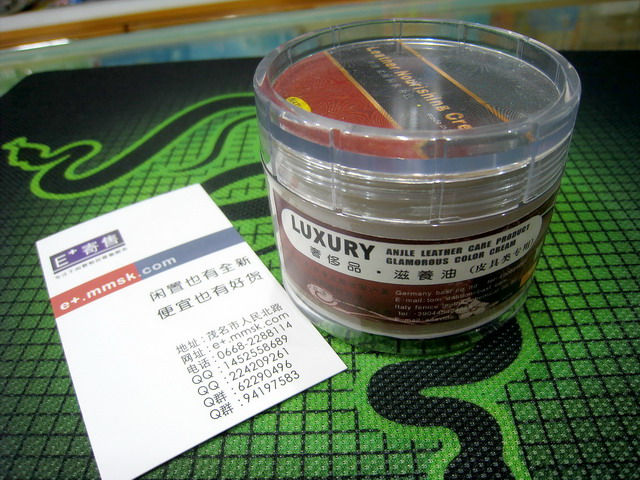 Leather Nourishing Cre
LUXURY
ANJLE LEATHER CARE PRODUCT
GLAMOROUS COLOR CREAM
奢侈品·滋養油(皮具类专用)
E+寄售
e+.mmsk.com
闲置也有全新
便宜也有好货
地址:茂名市人民北路
网址:e+.mmsk.com
电话:0668-2288114
QQ:1452558689
QQ:224209261
Q群:62290496
Q群:94197583